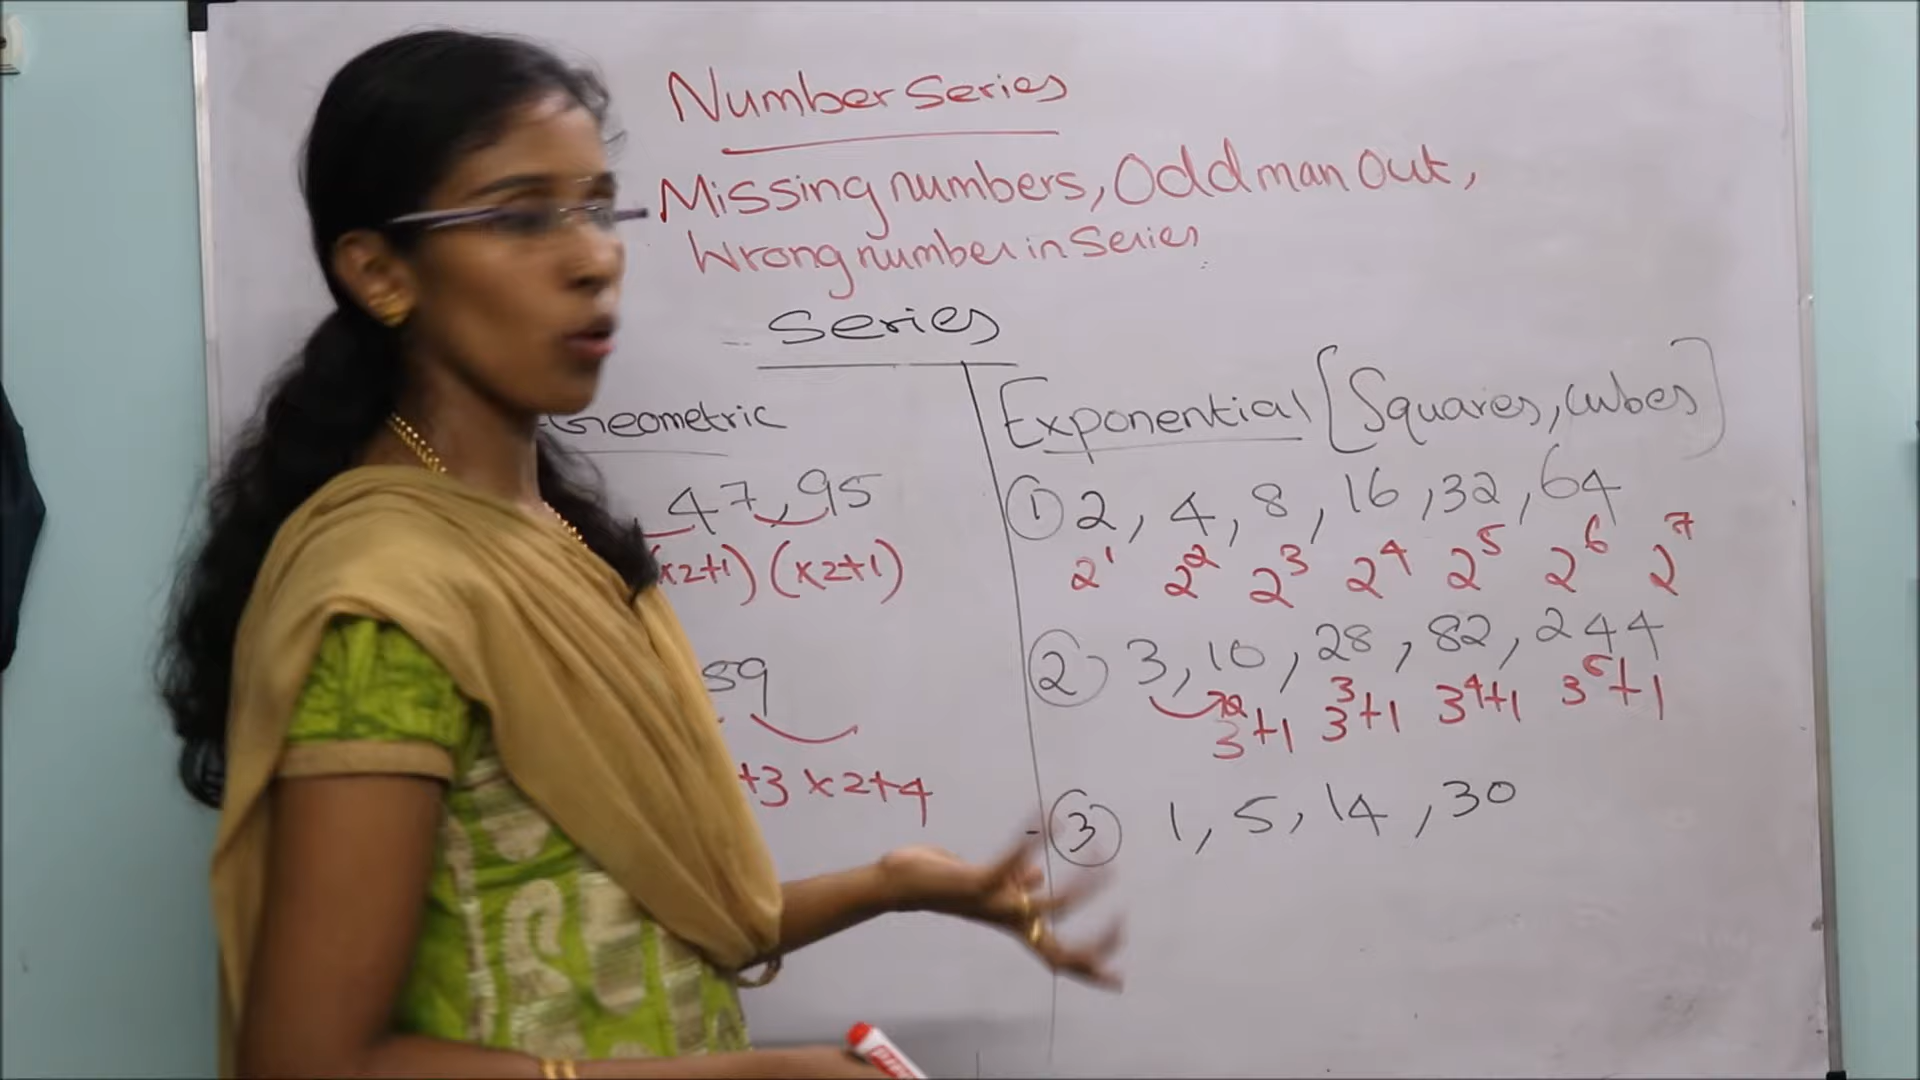 Number Series
Missing numbers, Odd man Out,
Wrong number in Series
Series
Geometric
Exponential [Squares, cubes]
47, 95
(x2+1) (x2+1)
59
+3 x2+4
① 2, 4, 8, 16, 32, 64
2¹ 2² 2³ 2⁴ 2⁵ 2⁶ 2⁷
② 3, 10, 28, 82, 244
3²+1 3³+1 3⁴+1 3⁵+1
③ 1, 5, 14, 30